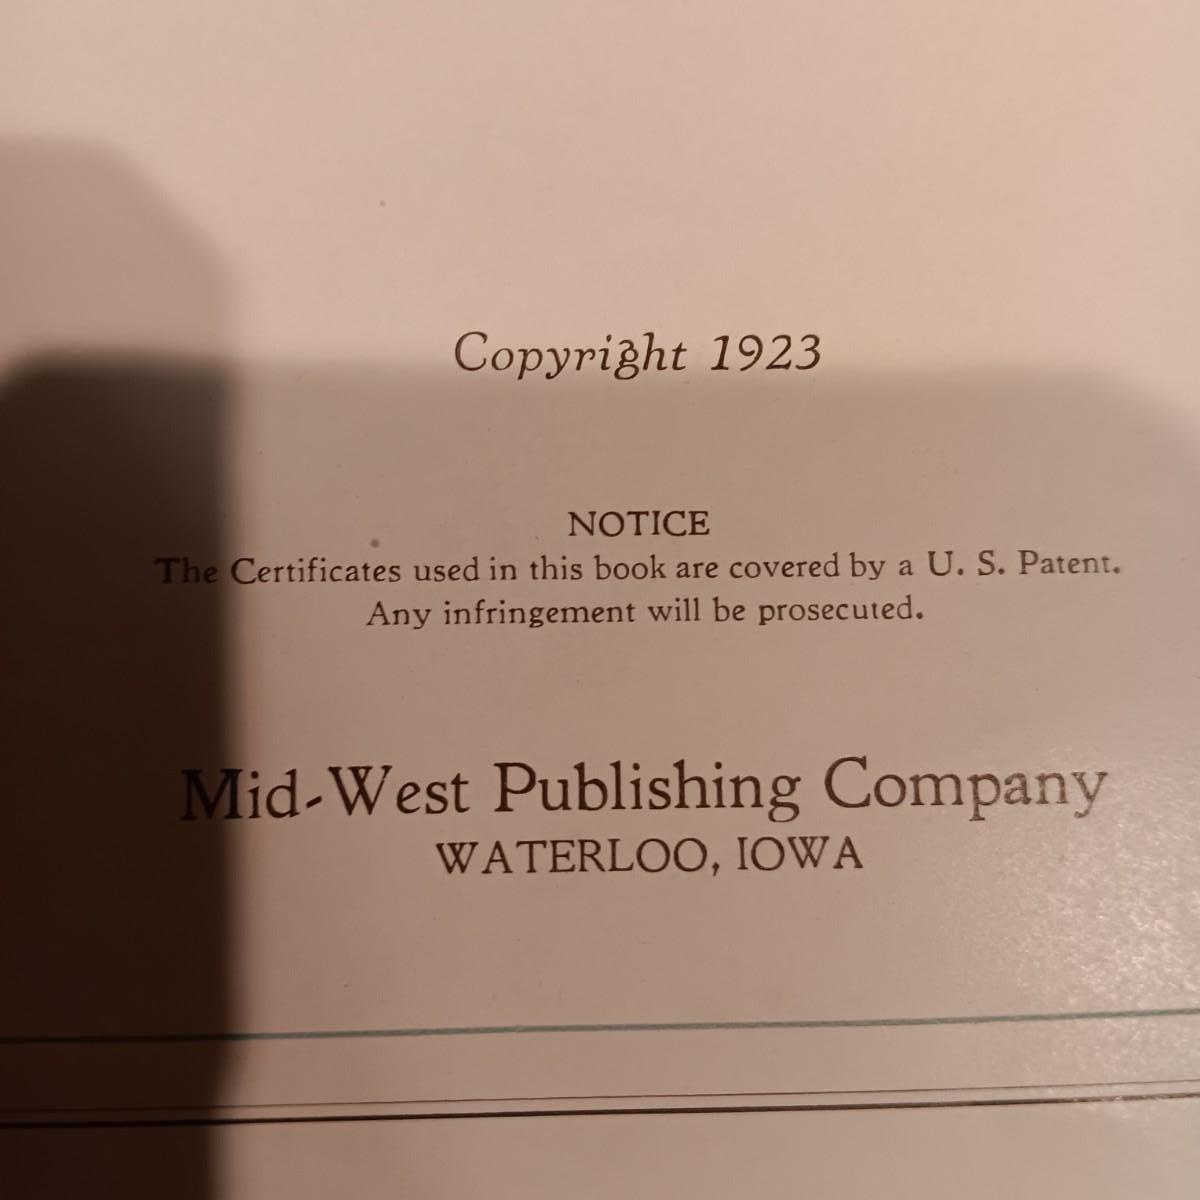 Copyright 1923
NOTICE
The Certificates used in this book are covered by a U. S. Patent.
Any infringement will be prosecuted.
Mid-West Publishing Company
WATERLOO, IOWA